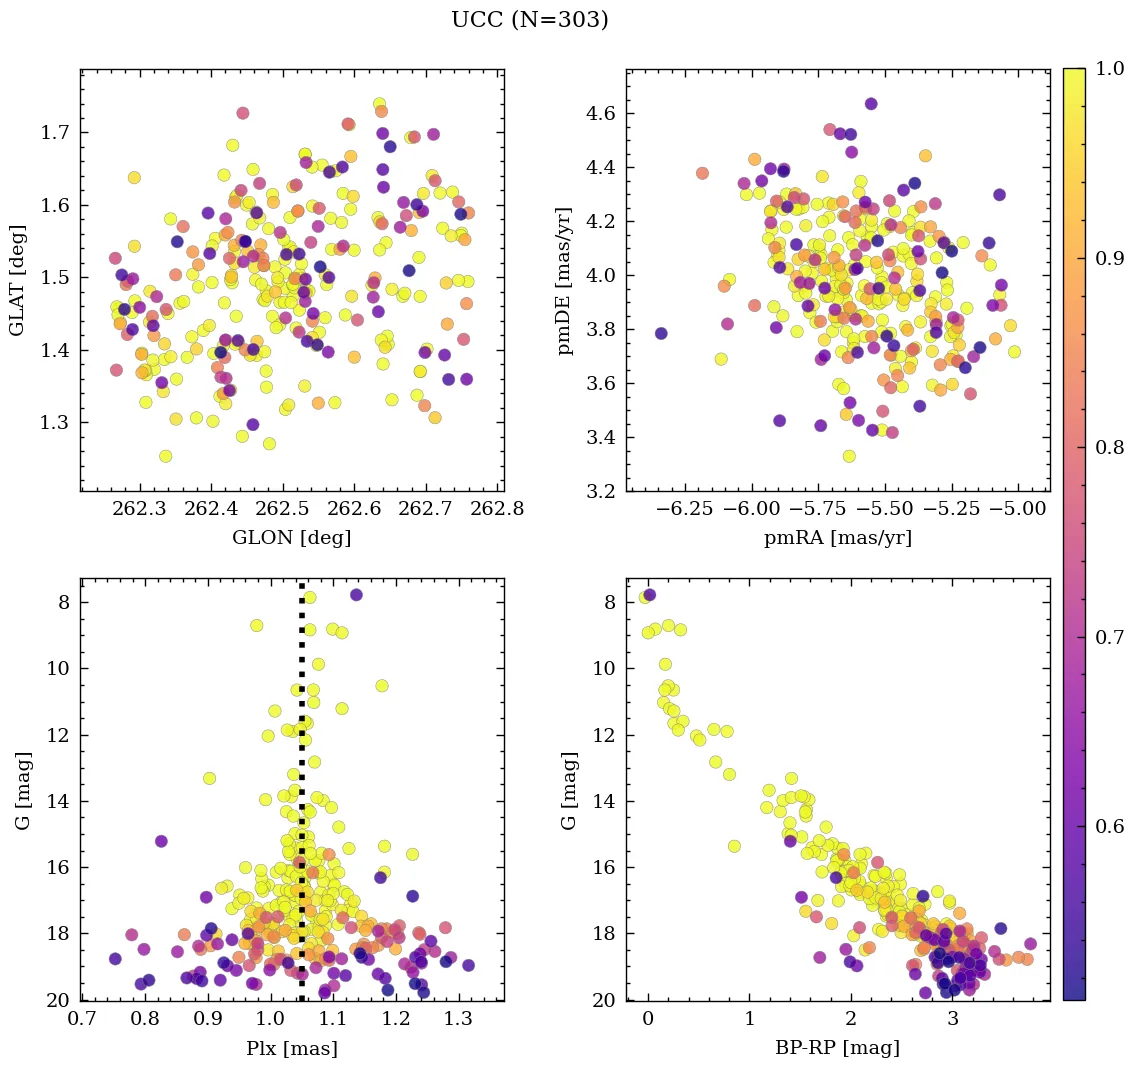 UCC (N=303)
1.7
1.6
1.5
1.4
1.3
GLAT [deg]
262.3 262.4 262.5 262.6 262.7 262.8
GLON [deg]
4.6
4.4
4.2
4.0
3.8
3.6
3.4
3.2
pmDE [mas/yr]
−6.25 −6.00 −5.75 −5.50 −5.25 −5.00
pmRA [mas/yr]
1.0
0.9
0.8
0.7
0.6
8
10
12
14
16
18
20
G [mag]
0.7 0.8 0.9 1.0 1.1 1.2 1.3
Plx [mas]
8
10
12
14
16
18
20
G [mag]
0 1 2 3
BP-RP [mag]